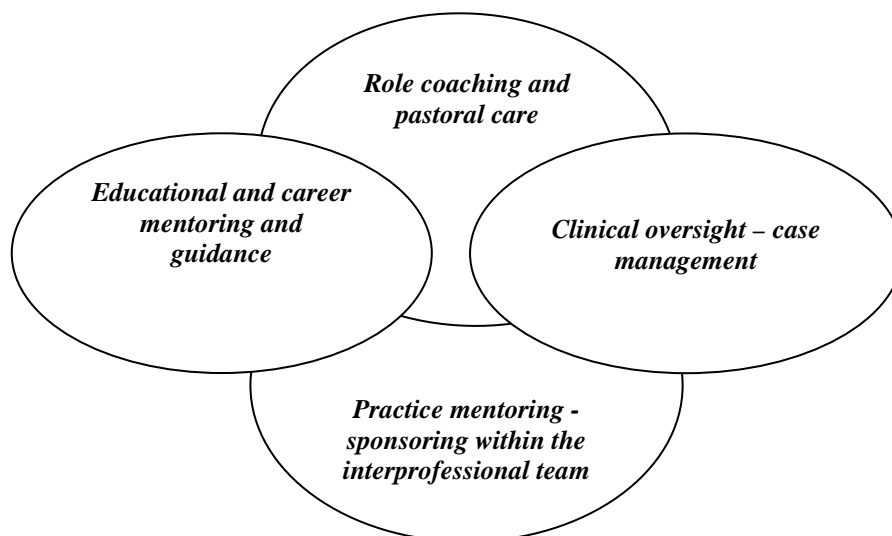 Role coaching and
pastoral care
Educational and career
mentoring and
guidance
Clinical oversight – case
management
Practice mentoring -
sponsoring within the
interprofessional team